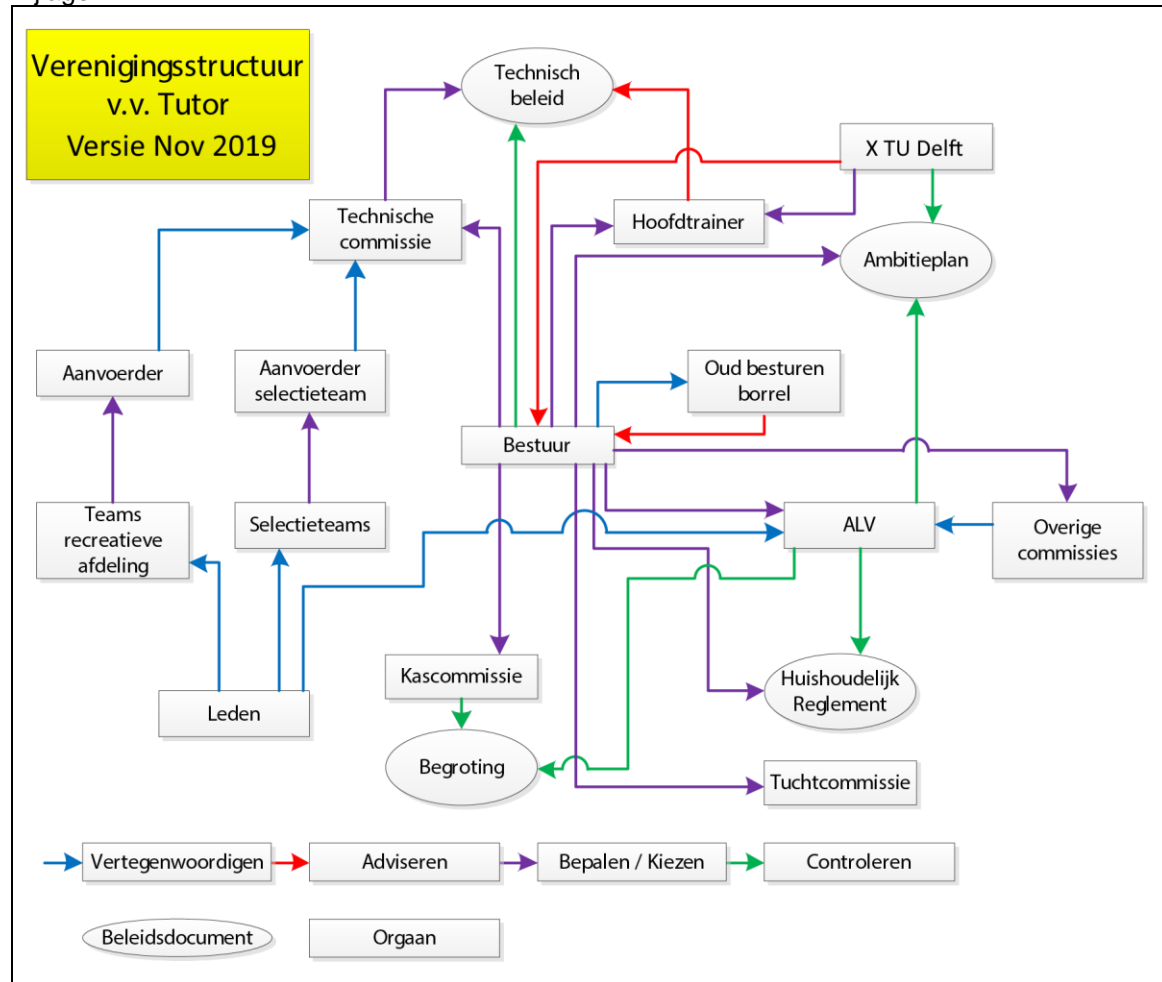 Verenigingsstructuur
v.v. Tutor
Versie Nov 2019
Technisch
beleid
X TU Delft
Technische
commissie
Hoofdtrainer
Ambitieplan
Aanvoerder
Aanvoerder
selectieteam
Oud besturen
borrel
Bestuur
Teams
recreatieve
afdeling
Selectieteams
ALV
Overige
commissies
Kascommissie
Huishoudelijk
Reglement
Leden
Begroting
Tuchtcommissie
Vertegenwoordigen
Adviseren
Bepalen / Kiezen
Controleren
Beleidsdocument
Orgaan